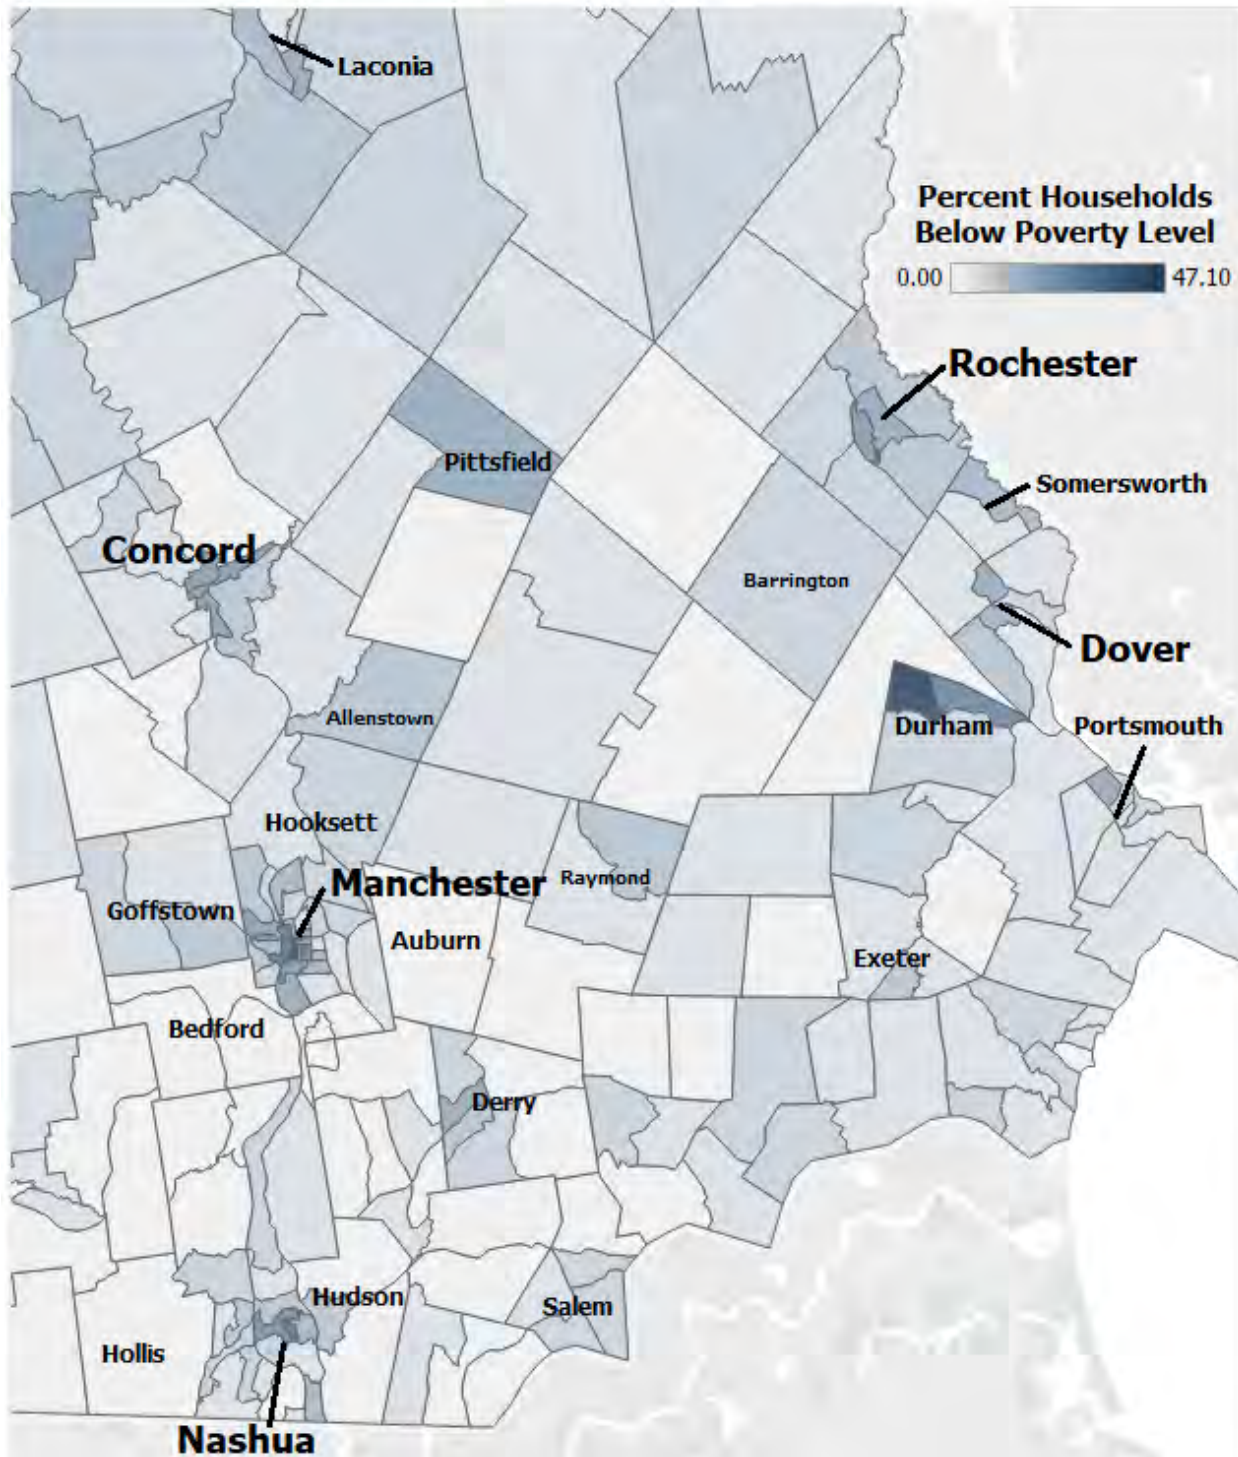 Laconia
Percent Households
Below Poverty Level
0.00
47.10
Rochester
Pittsfield
Somersworth
Concord
Barrington
Dover
Allenstown
Durham
Portsmouth
Hooksett
Manchester
Raymond
Goffstown
Auburn
Exeter
Bedford
Derry
Hudson
Salem
Hollis
Nashua